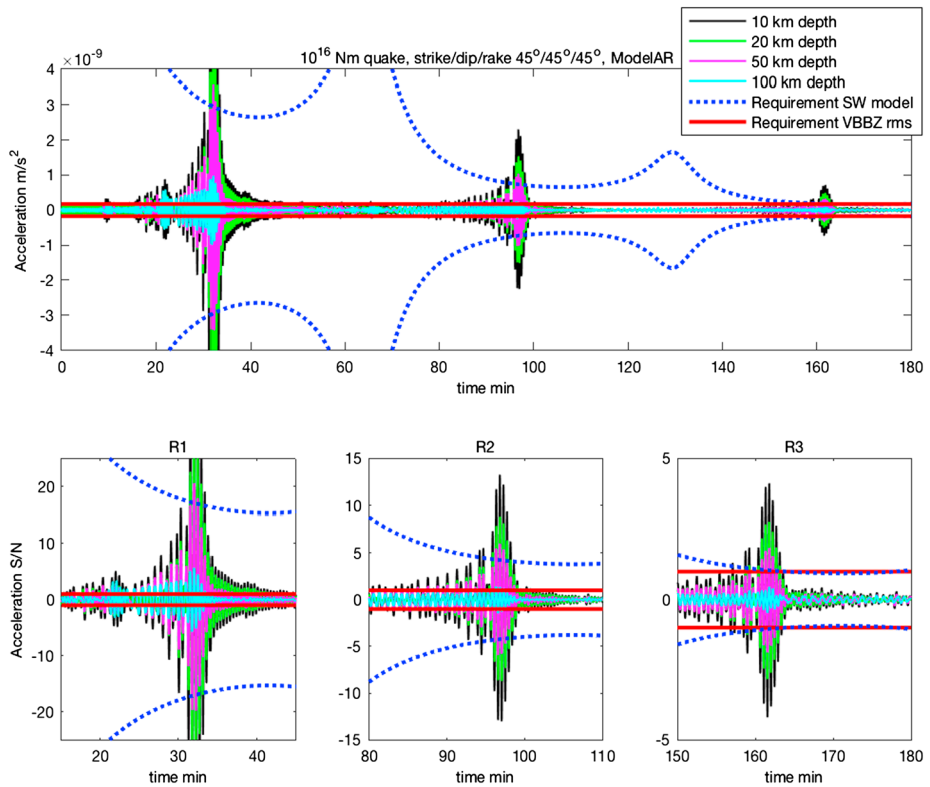 10 km depth
20 km depth
50 km depth
100 km depth
Requirement SW model
Requirement VBBZ rms
×10⁻⁹
10¹⁶ Nm quake, strike/dip/rake 45°/45°/45°, ModelAR
Acceleration m/s²
4
3
2
1
0
-1
-2
-3
-4
0 20 40 60 80 100 120 140 160 180
time min
R1
Acceleration S/N
20
10
0
-10
-20
20 30 40
time min
R2
15
10
5
0
-5
-10
-15
80 90 100 110
time min
R3
5
0
-5
150 160 170 180
time min